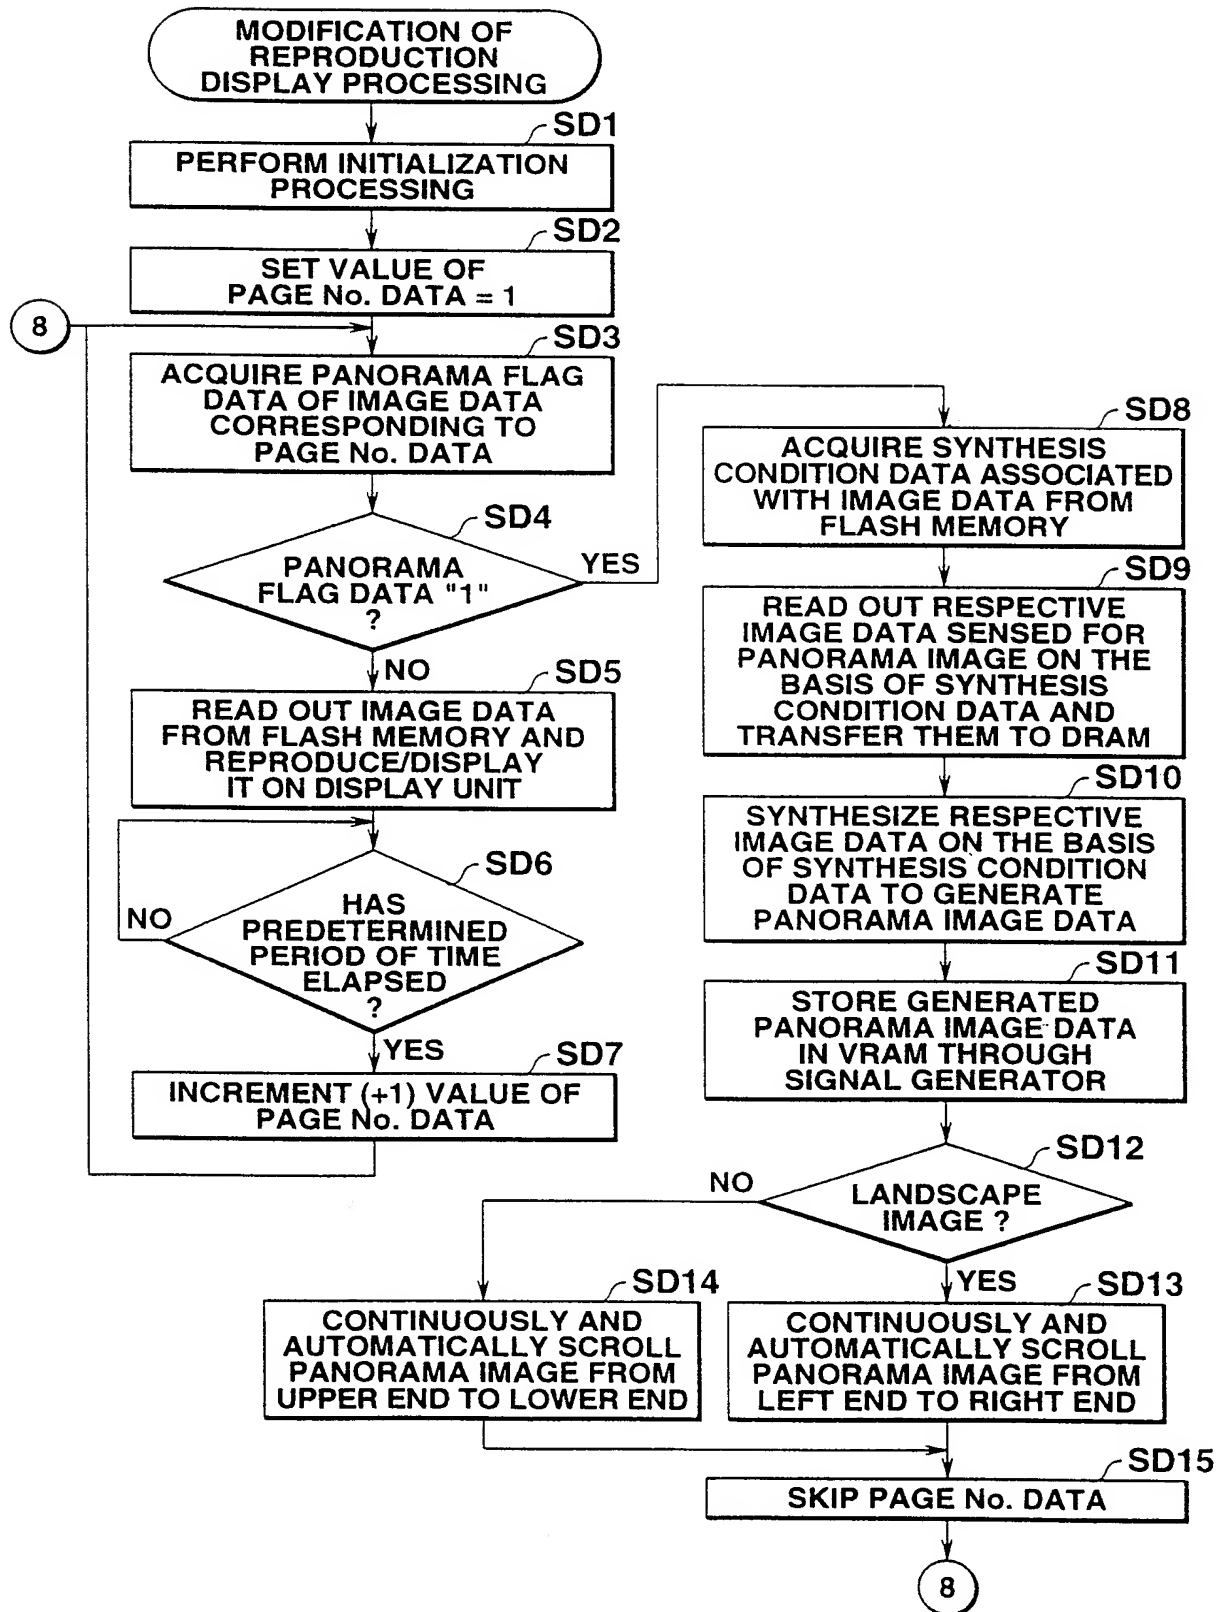 MODIFICATION OF
REPRODUCTION
DISPLAY PROCESSING
SD1
PERFORM INITIALIZATION
PROCESSING
SD2
SET VALUE OF
PAGE No. DATA = 1
8
SD3
ACQUIRE PANORAMA FLAG
DATA OF IMAGE DATA
CORRESPONDING TO
PAGE No. DATA
SD4
PANORAMA
FLAG DATA "1"
?
YES
NO
SD5
READ OUT IMAGE DATA
FROM FLASH MEMORY AND
REPRODUCE/DISPLAY
IT ON DISPLAY UNIT
SD6
HAS
PREDETERMINED
PERIOD OF TIME
ELAPSED
?
NO
YES
SD7
INCREMENT (+1) VALUE OF
PAGE No. DATA
SD8
ACQUIRE SYNTHESIS
CONDITION DATA ASSOCIATED
WITH IMAGE DATA FROM
FLASH MEMORY
SD9
READ OUT RESPECTIVE
IMAGE DATA SENSED FOR
PANORAMA IMAGE ON THE
BASIS OF SYNTHESIS
CONDITION DATA AND
TRANSFER THEM TO DRAM
SD10
SYNTHESIZE RESPECTIVE
IMAGE DATA ON THE BASIS
OF SYNTHESIS CONDITION
DATA TO GENERATE
PANORAMA IMAGE DATA
SD11
STORE GENERATED
PANORAMA IMAGE DATA
IN VRAM THROUGH
SIGNAL GENERATOR
SD12
LANDSCAPE
IMAGE ?
NO
YES
SD14
CONTINUOUSLY AND
AUTOMATICALLY SCROLL
PANORAMA IMAGE FROM
UPPER END TO LOWER END
SD13
CONTINUOUSLY AND
AUTOMATICALLY SCROLL
PANORAMA IMAGE FROM
LEFT END TO RIGHT END
SD15
SKIP PAGE No. DATA
8